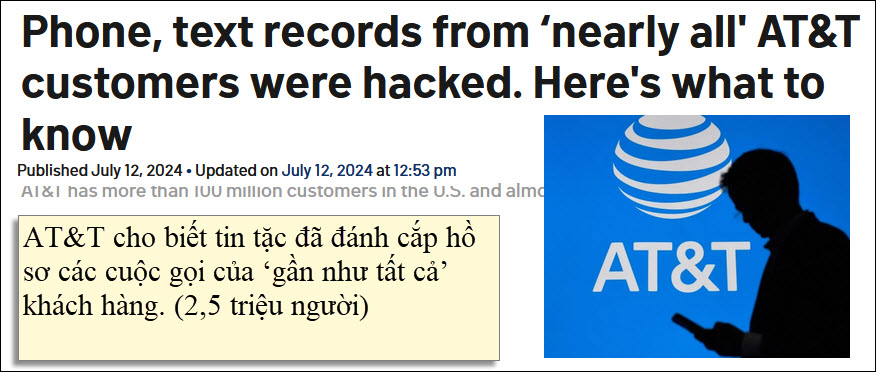 Phone, text records from ‘nearly all' AT&T
customers were hacked. Here's what to
know
Published July 12, 2024 • Updated on July 12, 2024 at 12:53 pm
AT&T has more than 100 million customers in the U.S. and almo
AT&T cho biết tin tặc đã đánh cắp hồ
sơ các cuộc gọi của ‘gần như tất cả’
khách hàng. (2,5 triệu người)
AT&T